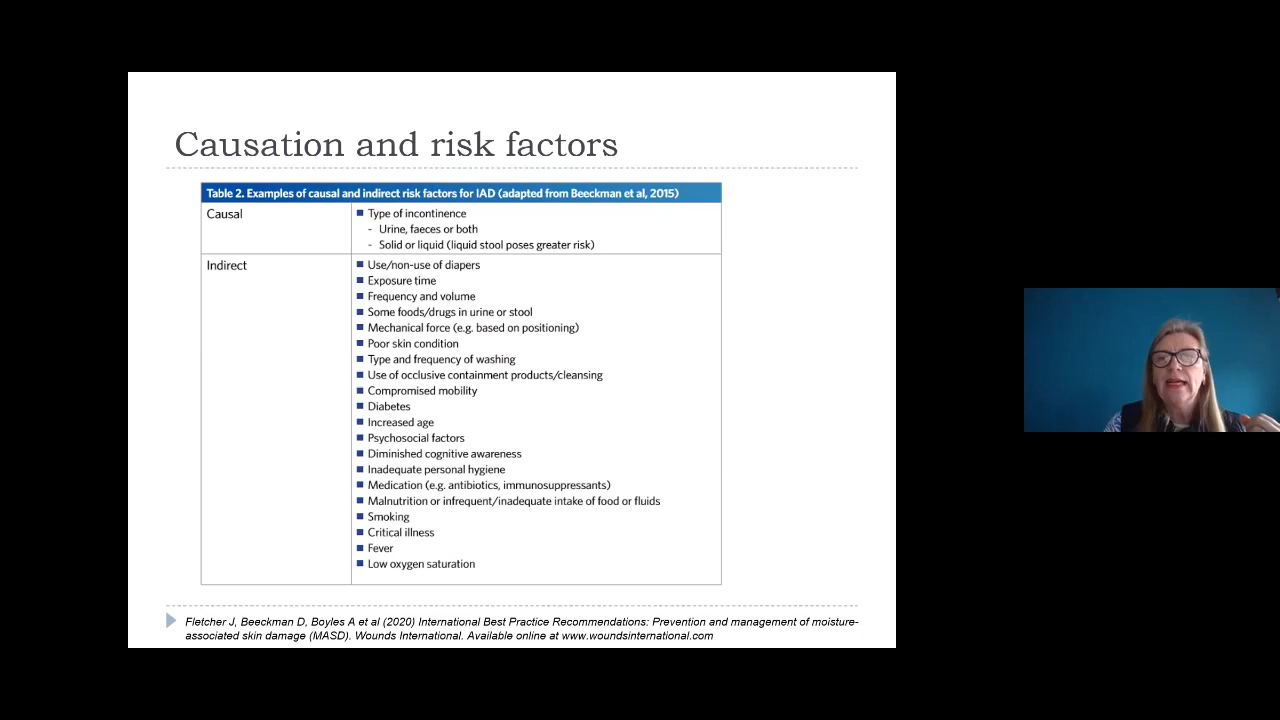 Causation and risk factors
Table 2. Examples of causal and indirect risk factors for IAD (adapted from Beeckman et al, 2015)
Causal
Type of incontinence
- Urine, faeces or both
- Solid or liquid (liquid stool poses greater risk)
Indirect
Use/non-use of diapers
Exposure time
Frequency and volume
Some foods/drugs in urine or stool
Mechanical force (e.g. based on positioning)
Poor skin condition
Type and frequency of washing
Use of occlusive containment products/cleansing
Compromised mobility
Diabetes
Increased age
Psychosocial factors
Diminished cognitive awareness
Inadequate personal hygiene
Medication (e.g. antibiotics, immunosuppressants)
Malnutrition or infrequent/inadequate intake of food or fluids
Smoking
Critical illness
Fever
Low oxygen saturation
Fletcher J, Beeckman D, Boyles A et al (2020) International Best Practice Recommendations: Prevention and management of moisture-
associated skin damage (MASD). Wounds International. Available online at www.woundsinternational.com